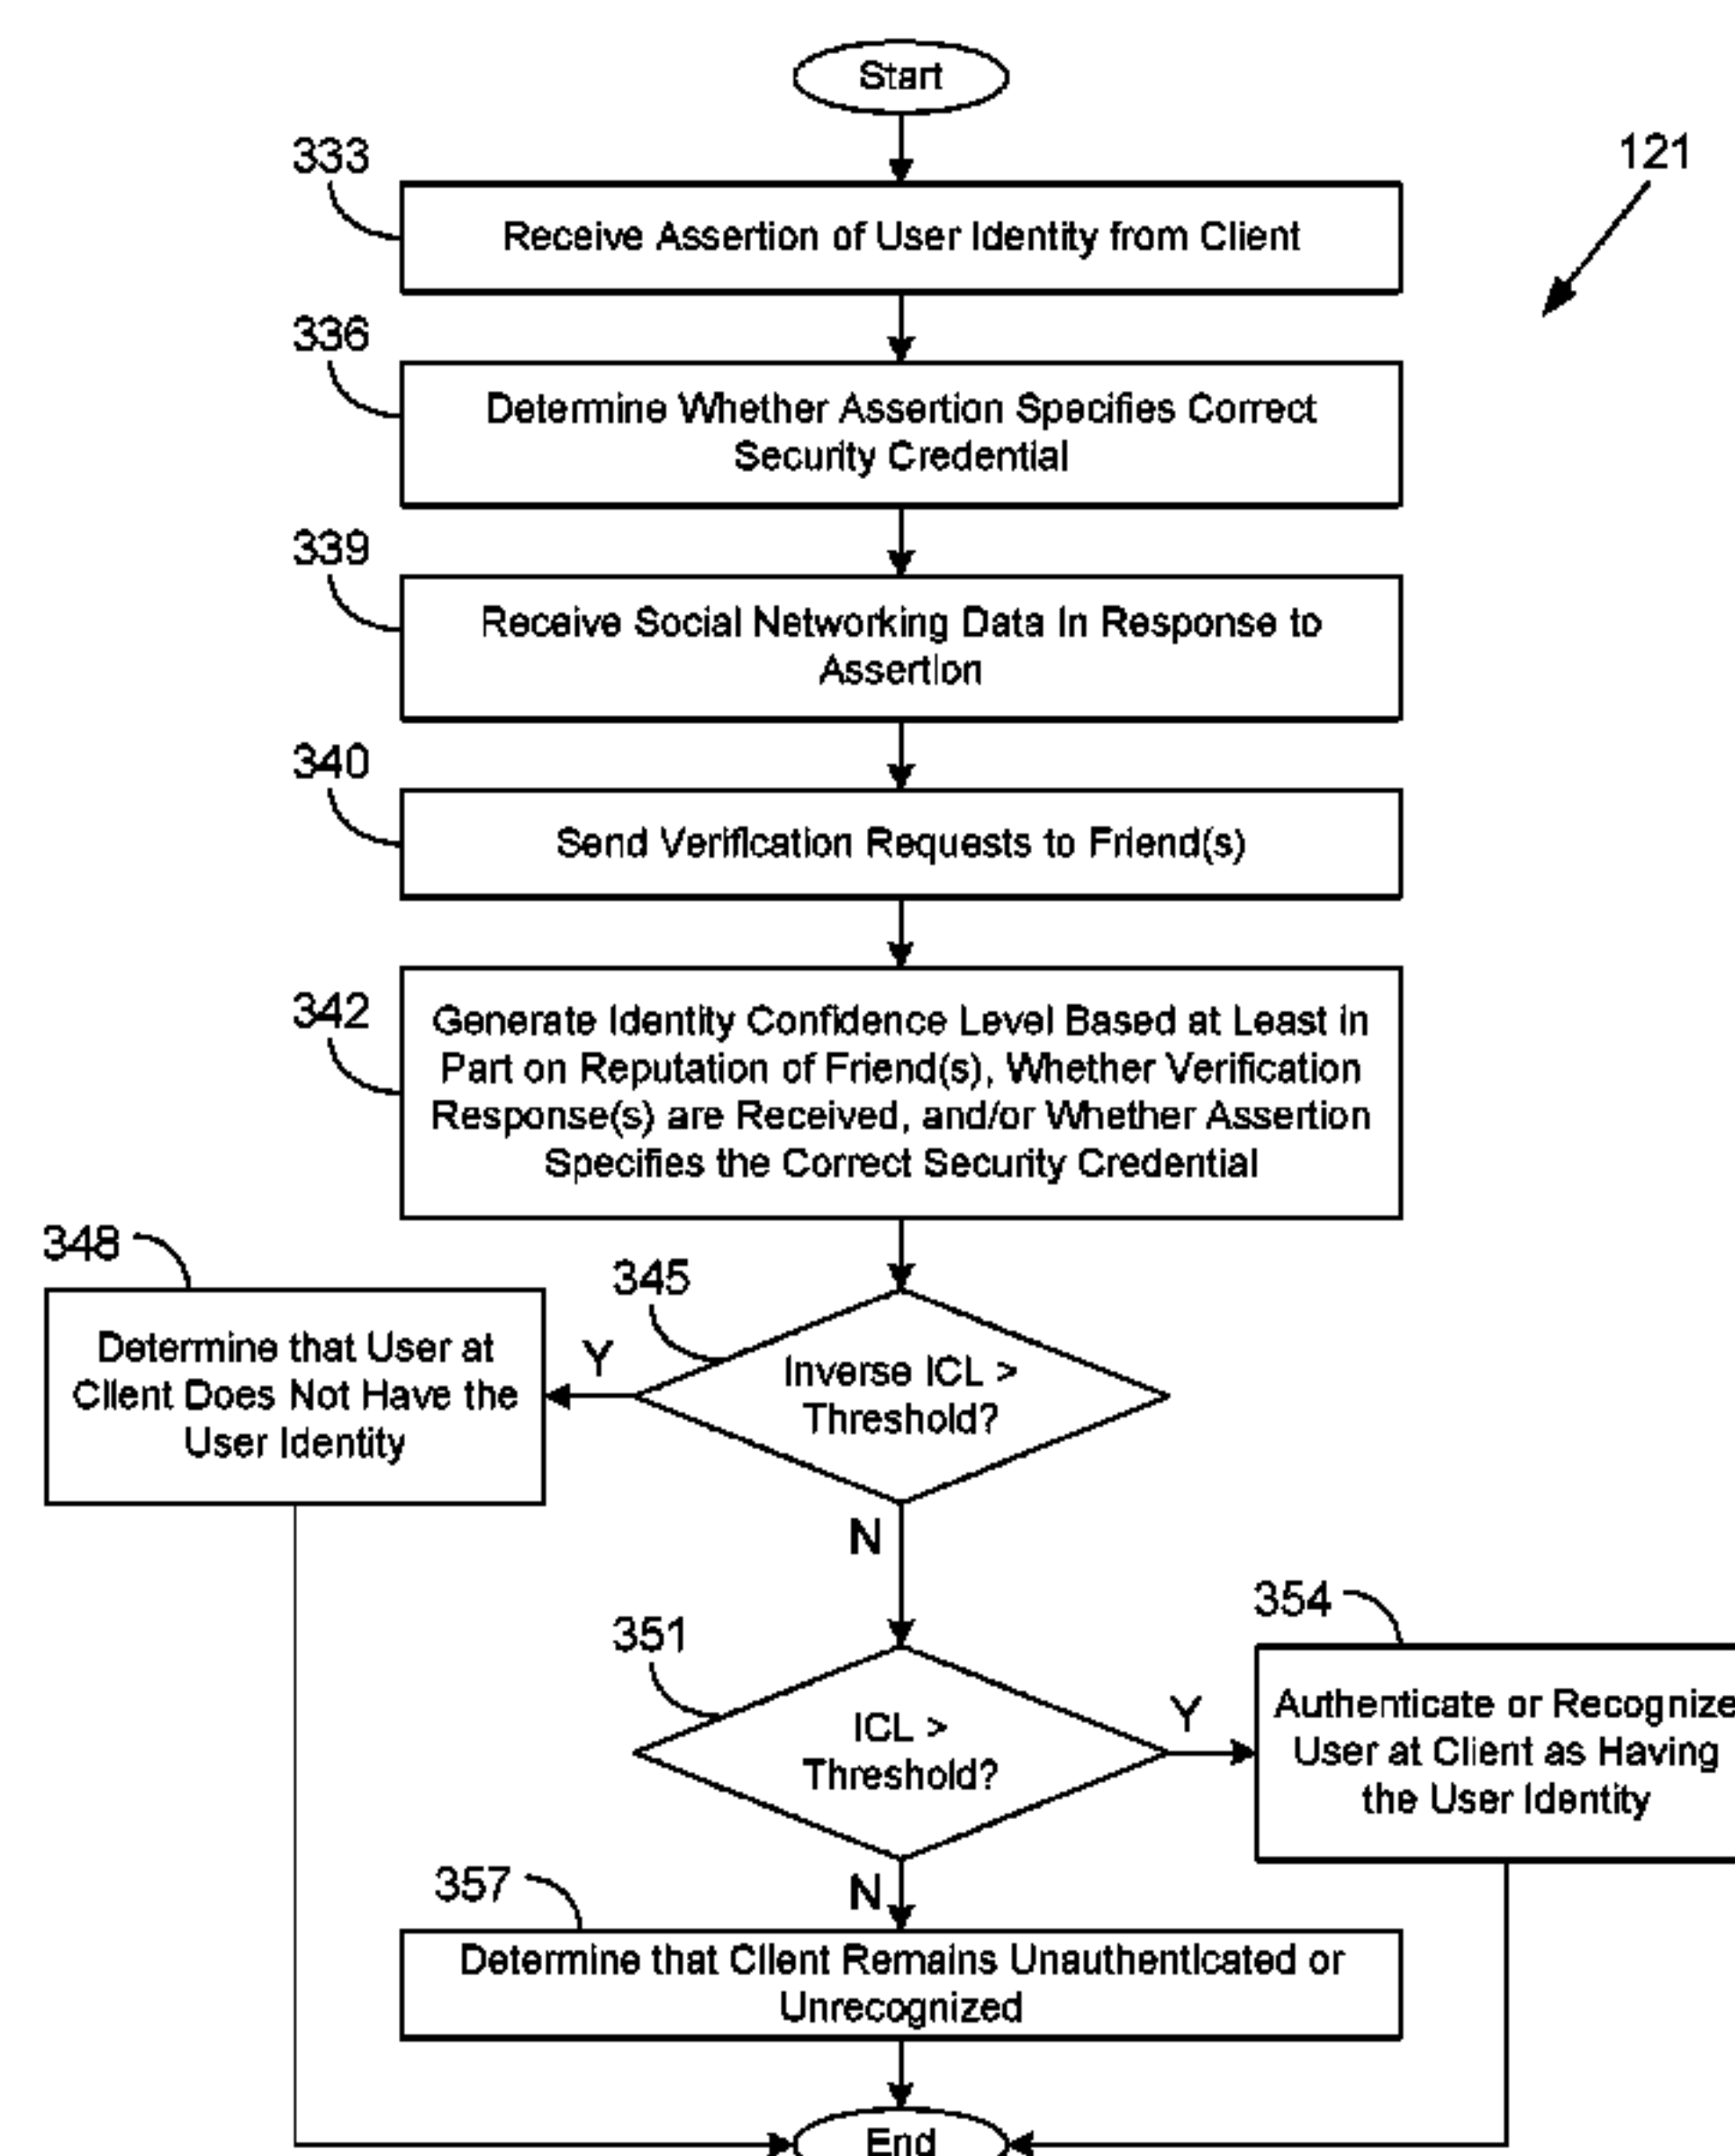 Start
333
121
Receive Assertion of User Identity from Client
336
Determine Whether Assertion Specifies Correct
Security Credential
339
Receive Social Networking Data In Response to
Assertion
340
Send Verification Requests to Friend(s)
342
Generate Identity Confidence Level Based at Least in
Part on Reputation of Friend(s), Whether Verification
Response(s) are Received, and/or Whether Assertion
Specifies the Correct Security Credential
348
345
Determine that User at
Client Does Not Have the
User Identity
Y
Inverse ICL >
Threshold?
N
354
351
ICL >
Threshold?
Y
Authenticate or Recognize
User at Client as Having
the User Identity
357
N
Determine that Client Remains Unauthenticated or
Unrecognized
End